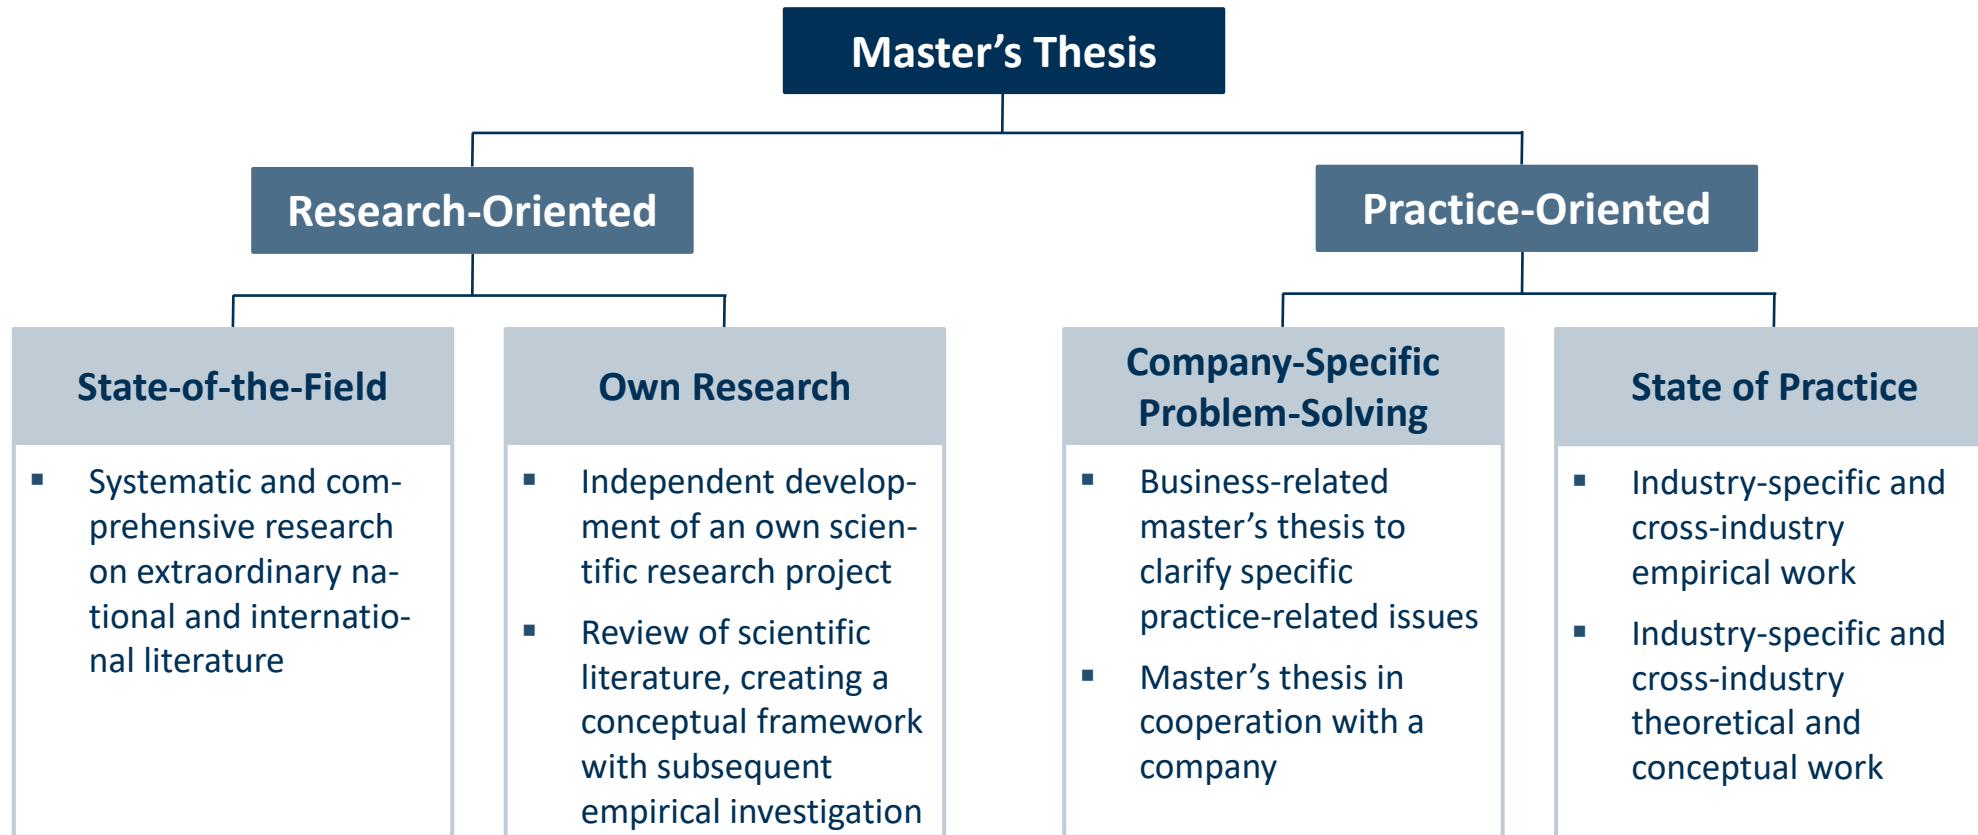 Master’s Thesis
Research-Oriented
Practice-Oriented
State-of-the-Field
▪ Systematic and com-
prehensive research
on extraordinary na-
tional and internatio-
nal literature
Own Research
▪ Independent develop-
ment of an own scien-
tific research project
▪ Review of scientific
literature, creating a
conceptual framework
with subsequent
empirical investigation
Company-Specific
Problem-Solving
▪ Business-related
master’s thesis to
clarify specific
practice-related issues
▪ Master’s thesis in
cooperation with a
company
State of Practice
▪ Industry-specific and
cross-industry
empirical work
▪ Industry-specific and
cross-industry
theoretical and
conceptual work